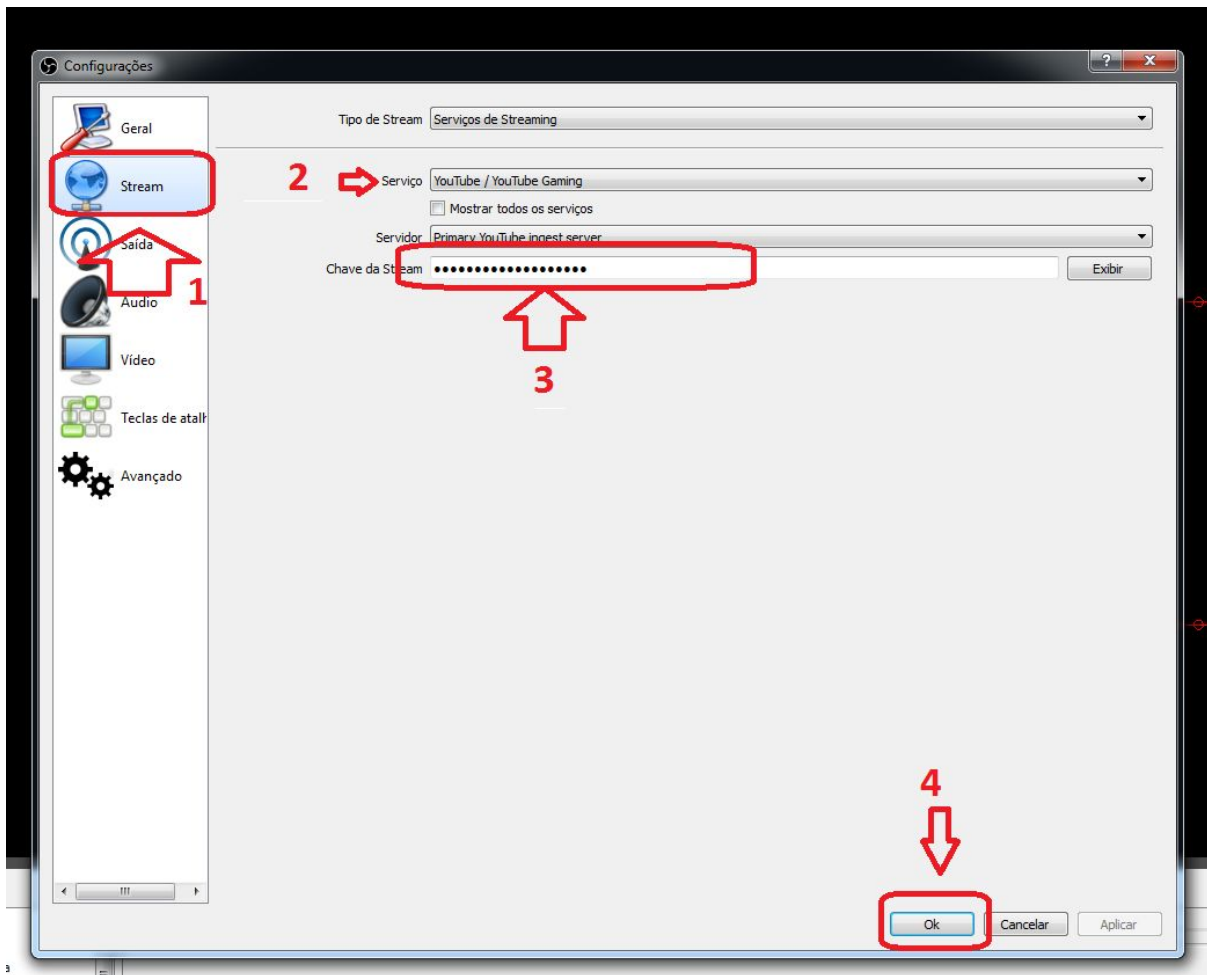 Configurações
Geral
Stream
Saída
Áudio
Vídeo
Teclas de atalh
Avançado
1
Tipo de Stream Serviços de Streaming
2
Serviço YouTube / YouTube Gaming
Mostrar todos os serviços
Servidor Primary YouTube ingest server
Chave da Stream ●●●●●●●●●●●●●●●●●●● Exibir
3
4
Ok Cancelar Aplicar
a